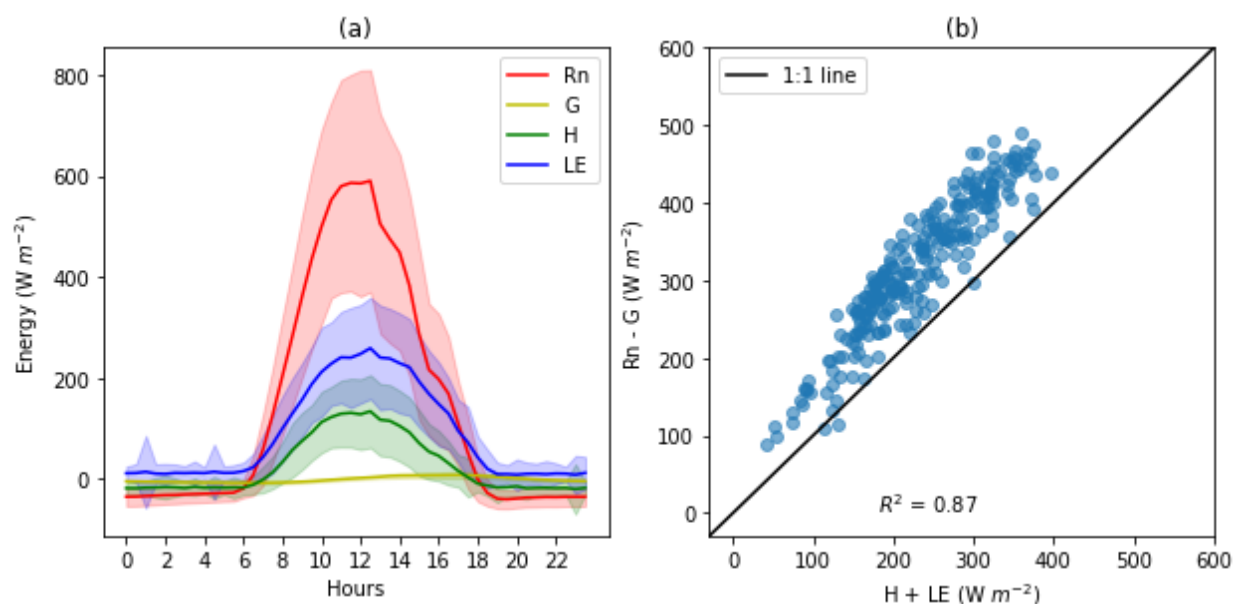 (a)
Energy (W m⁻²)
800
600
400
200
0
0 2 4 6 8 10 12 14 16 18 20 22
Hours
Rn
G
H
LE
(b)
Rn - G (W m⁻²)
600
500
400
300
200
100
0
0 100 200 300 400 500 600
H + LE (W m⁻²)
1:1 line
R² = 0.87